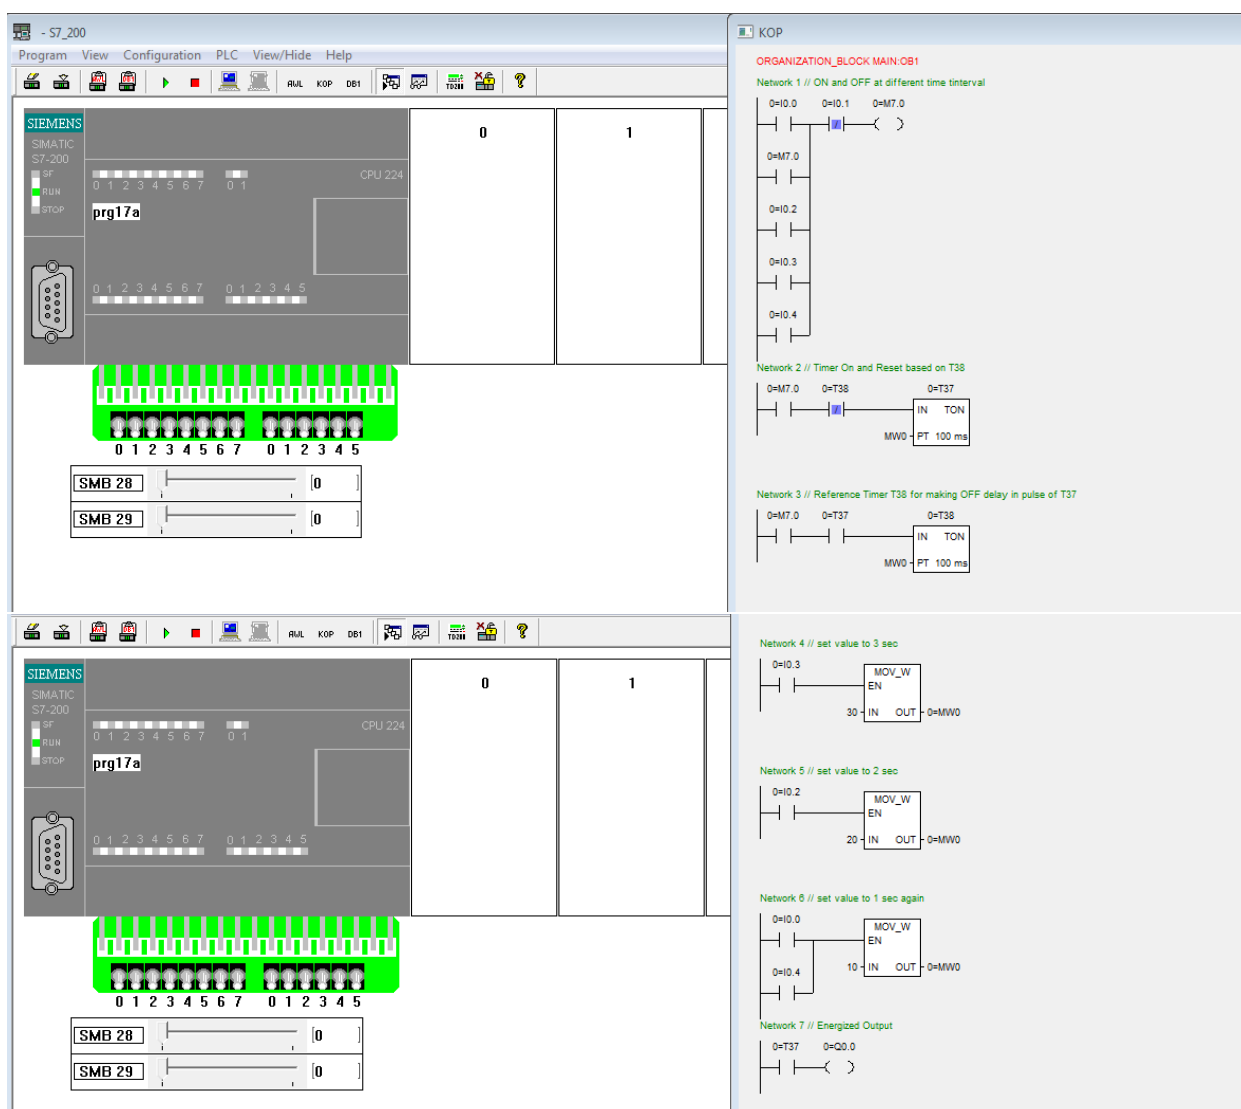 - S7_200
Program View Configuration PLC View/Hide Help
AWL KOP DB1 TD200
SIEMENS
SIMATIC
S7-200
SF
RUN
STOP
0 1 2 3 4 5 6 7 0 1
CPU 224
prg17a
0 1 2 3 4 5 6 7 0 1 2 3 4 5
0 1 2 3 4 5 6 7 0 1 2 3 4 5
SMB 28 [0 ]
SMB 29 [0 ]
0
1
KOP
ORGANIZATION_BLOCK MAIN:OB1
Network 1 // ON and OFF at different time tinterval
0=I0.0 0=I0.1 0=M7.0
0=M7.0
0=I0.2
0=I0.3
0=I0.4
Network 2 // Timer On and Reset based on T38
0=M7.0 0=T38 0=T37
IN TON
MW0 PT 100 ms
Network 3 // Reference Timer T38 for making OFF delay in pulse of T37
0=M7.0 0=T37 0=T38
IN TON
MW0 PT 100 ms
AWL KOP DB1 TD200
SIEMENS
SIMATIC
S7-200
SF
RUN
STOP
0 1 2 3 4 5 6 7 0 1
CPU 224
prg17a
0 1 2 3 4 5 6 7 0 1 2 3 4 5
0 1 2 3 4 5 6 7 0 1 2 3 4 5
SMB 28 [0 ]
SMB 29 [0 ]
0
1
Network 4 // set value to 3 sec
0=I0.3
MOV_W
EN
30 IN OUT 0=MW0
Network 5 // set value to 2 sec
0=I0.2
MOV_W
EN
20 IN OUT 0=MW0
Network 6 // set value to 1 sec again
0=I0.0
MOV_W
EN
0=I0.4
10 IN OUT 0=MW0
Network 7 // Energized Output
0=T37 0=Q0.0